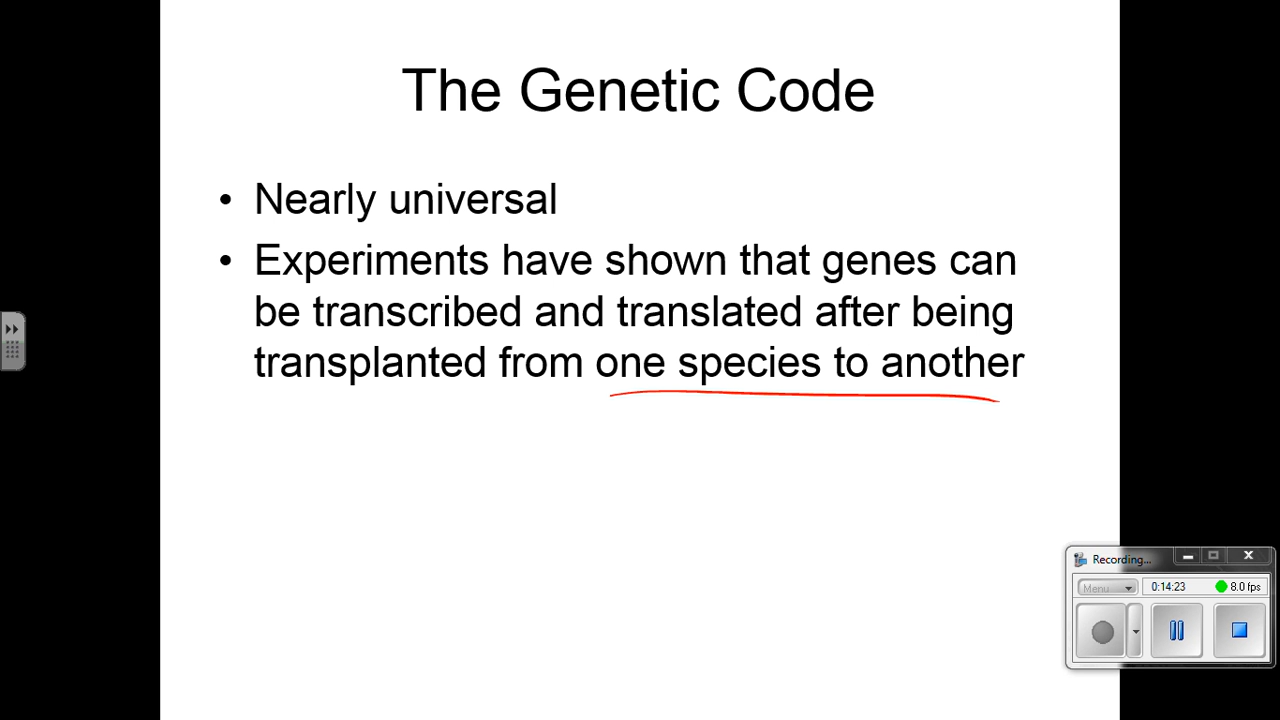 The Genetic Code
• Nearly universal
• Experiments have shown that genes can
be transcribed and translated after being
transplanted from one species to another
Recording...
Menu
0:14:23
8.0 fps